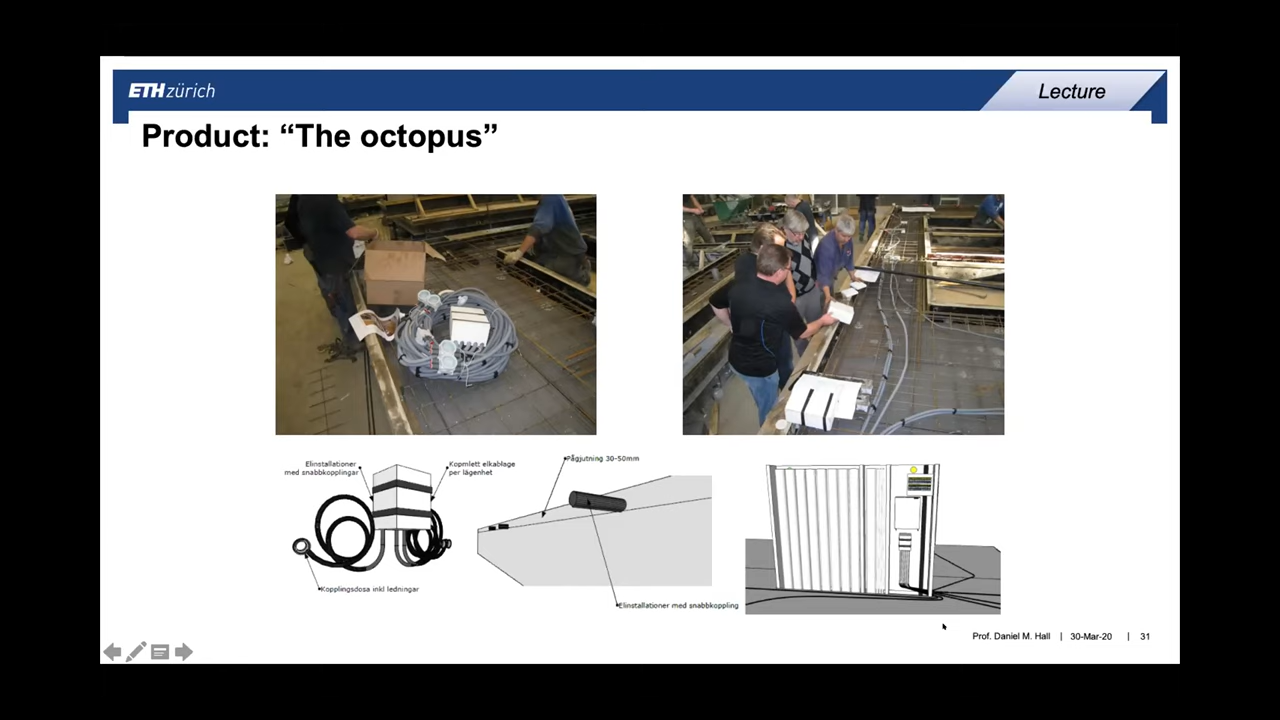 ETH zürich
Lecture
Product: “The octopus”
Elinstallationer
med snabbkopplingar
Kopmlett elkablage
per lägenhet
Kopplingsdosa inkl ledningar
Pågjutning 30-50mm
Elinstallationer med snabbkoppling
Prof. Daniel M. Hall | 30-Mar-20 | 31